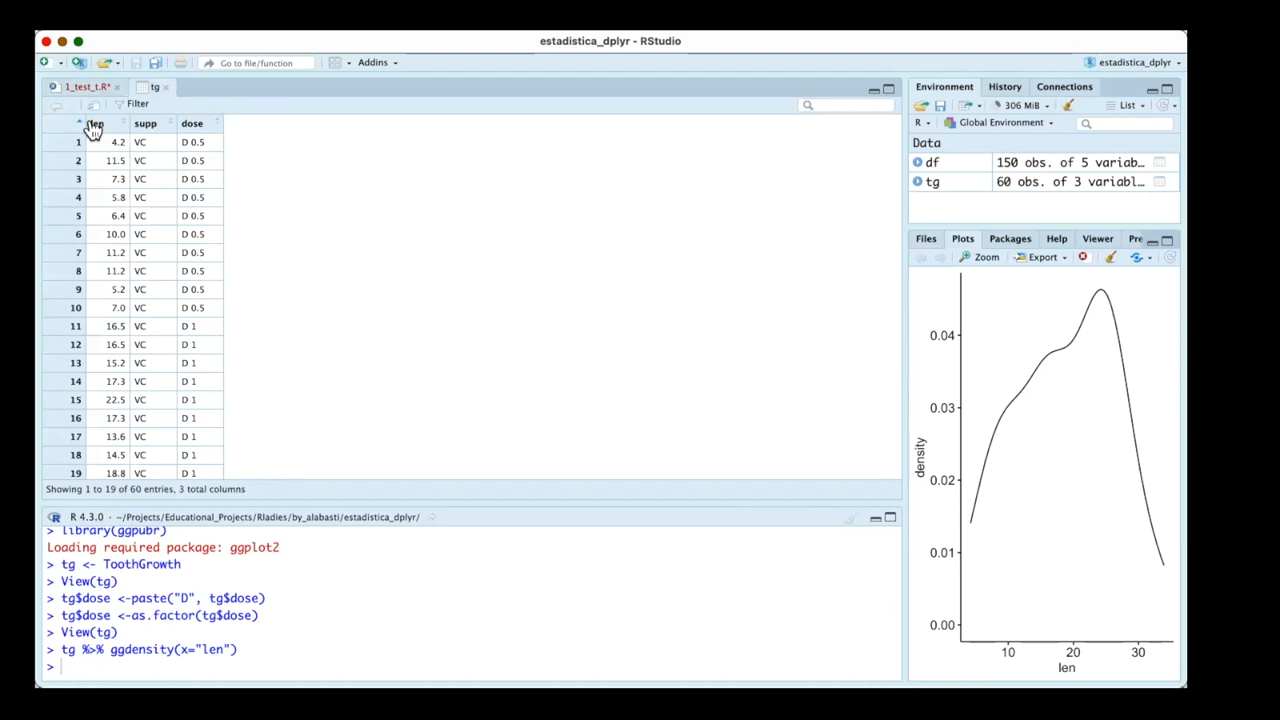 estadistica_dplyr - RStudio
Go to file/function
Addins
estadistica_dplyr
1_test_t.R*
tg
Filter
len supp dose
1 4.2 VC D 0.5
2 11.5 VC D 0.5
3 7.3 VC D 0.5
4 5.8 VC D 0.5
5 6.4 VC D 0.5
6 10.0 VC D 0.5
7 11.2 VC D 0.5
8 11.2 VC D 0.5
9 5.2 VC D 0.5
10 7.0 VC D 0.5
11 16.5 VC D 1
12 16.5 VC D 1
13 15.2 VC D 1
14 17.3 VC D 1
15 22.5 VC D 1
16 17.3 VC D 1
17 13.6 VC D 1
18 14.5 VC D 1
19 18.8 VC D 1
Showing 1 to 19 of 60 entries, 3 total columns
R 4.3.0 · ~/Projects/Educational_Projects/Rladies/by_alabasti/estadistica_dplyr/
> library(ggpubr)
Loading required package: ggplot2
> tg <- ToothGrowth
> View(tg)
> tg$dose <-paste("D", tg$dose)
> tg$dose <-as.factor(tg$dose)
> View(tg)
> tg %>% ggdensity(x="len")
>
Environment History Connections
306 MiB
List
R
Global Environment
Data
df 150 obs. of 5 variab…
tg 60 obs. of 3 variabl…
Files Plots Packages Help Viewer Pre
Zoom Export
0.04
0.03
0.02
0.01
0.00
density
10 20 30
len